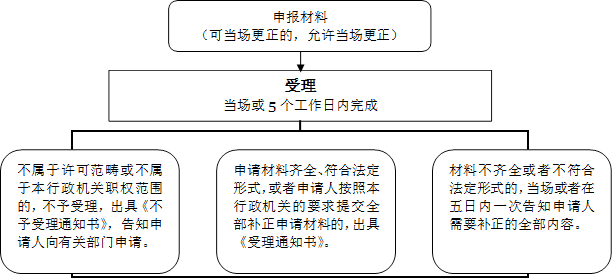 申报材料
（可当场更正的，允许当场更正）
受理
当场或 5 个工作日内完成
不属于许可范畴或不属
于本行政机关职权范围
的，不予受理，出具《不
予受理通知书》，告知申
请人向有关部门申请。
申请材料齐全、符合法定
形式，或者申请人按照本
行政机关的要求提交全
部补正申请材料的，出具
《受理通知书》。
材料不齐全或者不符合
法定形式的，当场或者在
五日内一次告知申请人
需要补正的全部内容。